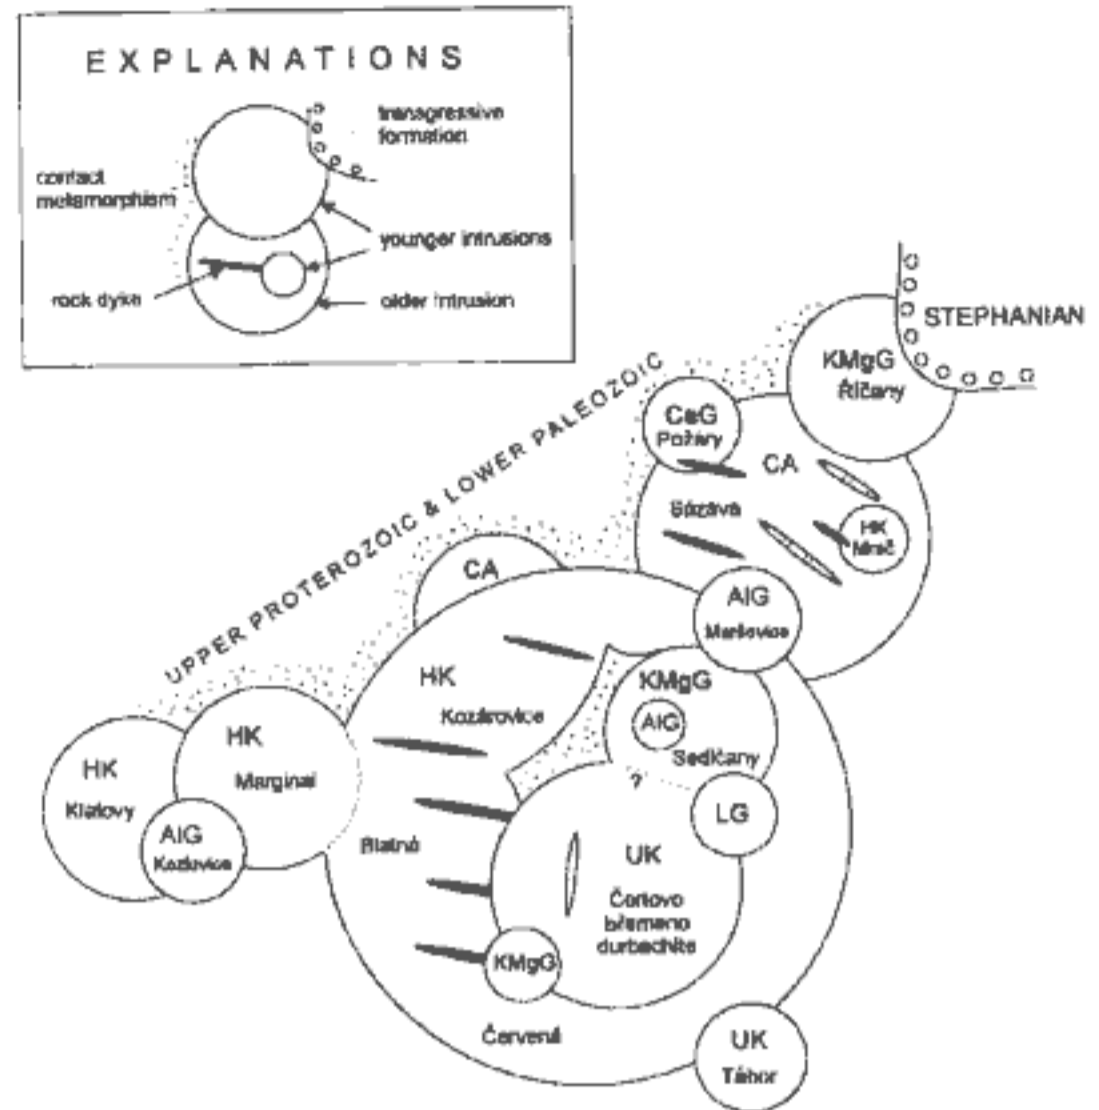 EXPLANATIONS
transgressive
formation
contact
metamorphism
younger intrusions
rock dyke
older intrusion
STEPHANIAN
KMgG
Říčany
UPPER PROTEROZOIC & LOWER PALEOZOIC
CaG
Požáry
CA
Sázava
HK
Mrač
CA
AlG
Maršovice
HK
KMgG
Kozárovice
AlG
Sedlčany
HK
Marginal
?
HK
Klatovy
LG
AlG
Kozlovice
Blatná
UK
Čertovo
břemeno
durbachite
KMgG
Červená
UK
Tábor